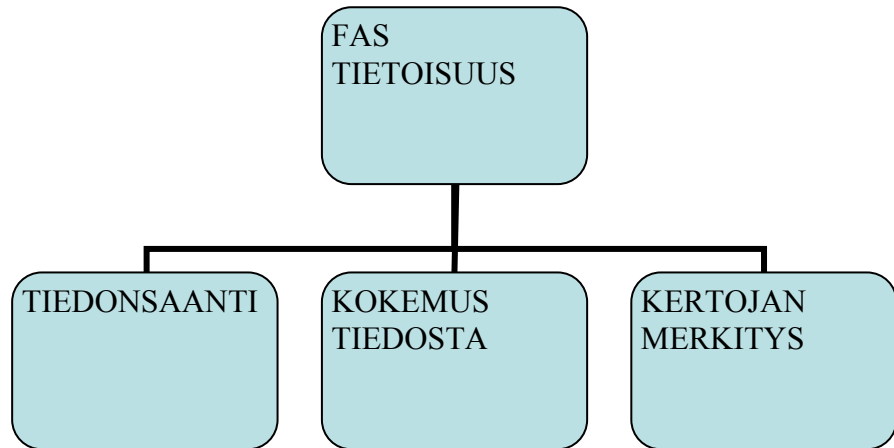 FAS
TIETOISUUS
TIEDONSAANTI
KOKEMUS
TIEDOSTA
KERTOJAN
MERKITYS